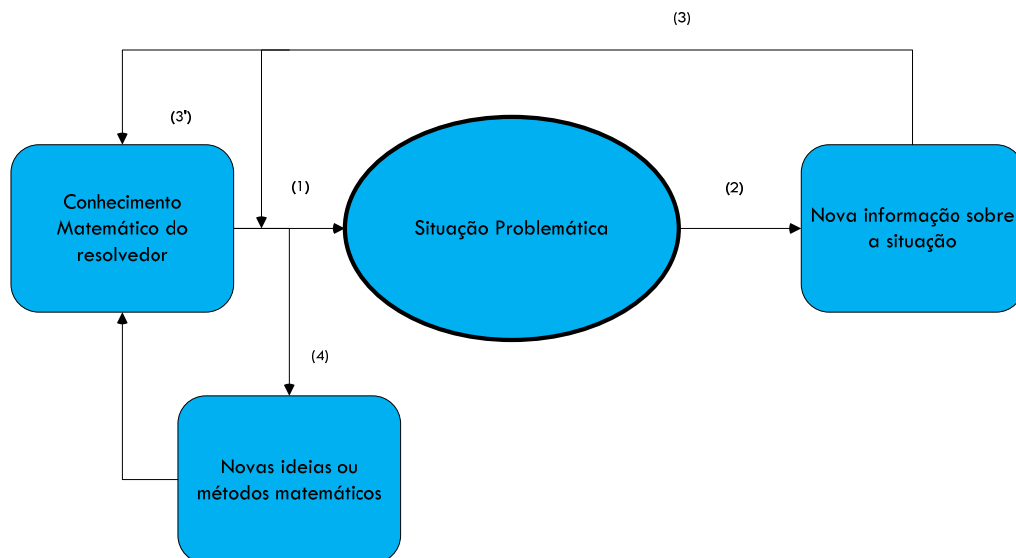 (3)
(3')
Conhecimento
Matemático do
resolvedor
(1)
Situação Problemática
(2)
Nova informação sobre
a situação
(4)
Novas ideias ou
métodos matemáticos